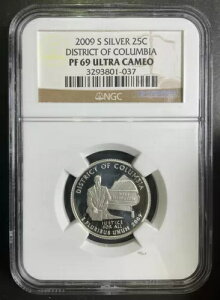 2009 S SILVER 25C
DISTRICT OF COLUMBIA
PF 69 ULTRA CAMEO
3293801-037
NGC
DISTRICT OF COLUMBIA
JUSTICE
FOR ALL
E PLURIBUS UNUM 2009